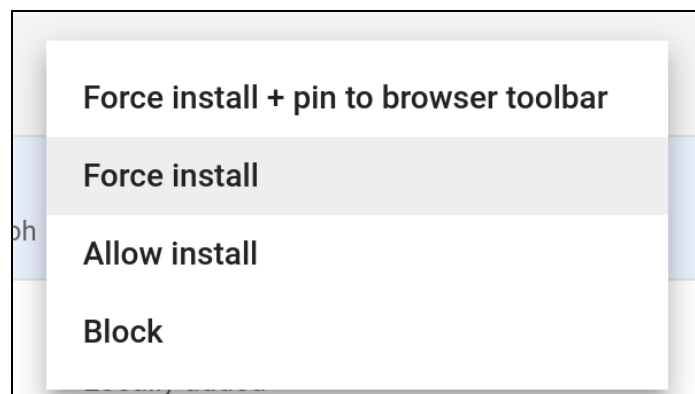 Force install + pin to browser toolbar
Force install
Allow install
Block